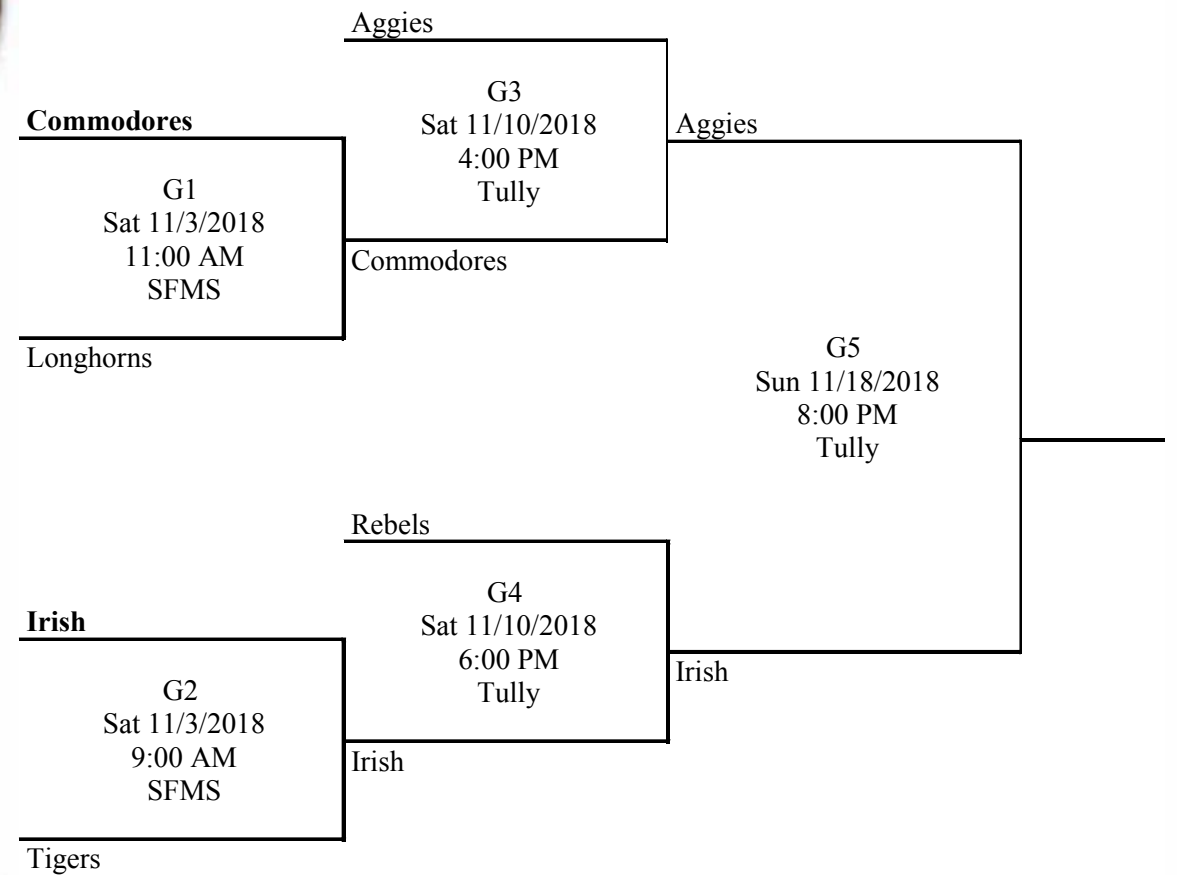 Aggies
G3
Sat 11/10/2018
4:00 PM
Tully
Commodores
Commodores
G1
Sat 11/3/2018
11:00 AM
SFMS
Longhorns
Aggies
G5
Sun 11/18/2018
8:00 PM
Tully
Rebels
G4
Sat 11/10/2018
6:00 PM
Tully
Irish
Irish
G2
Sat 11/3/2018
9:00 AM
SFMS
Tigers
Irish